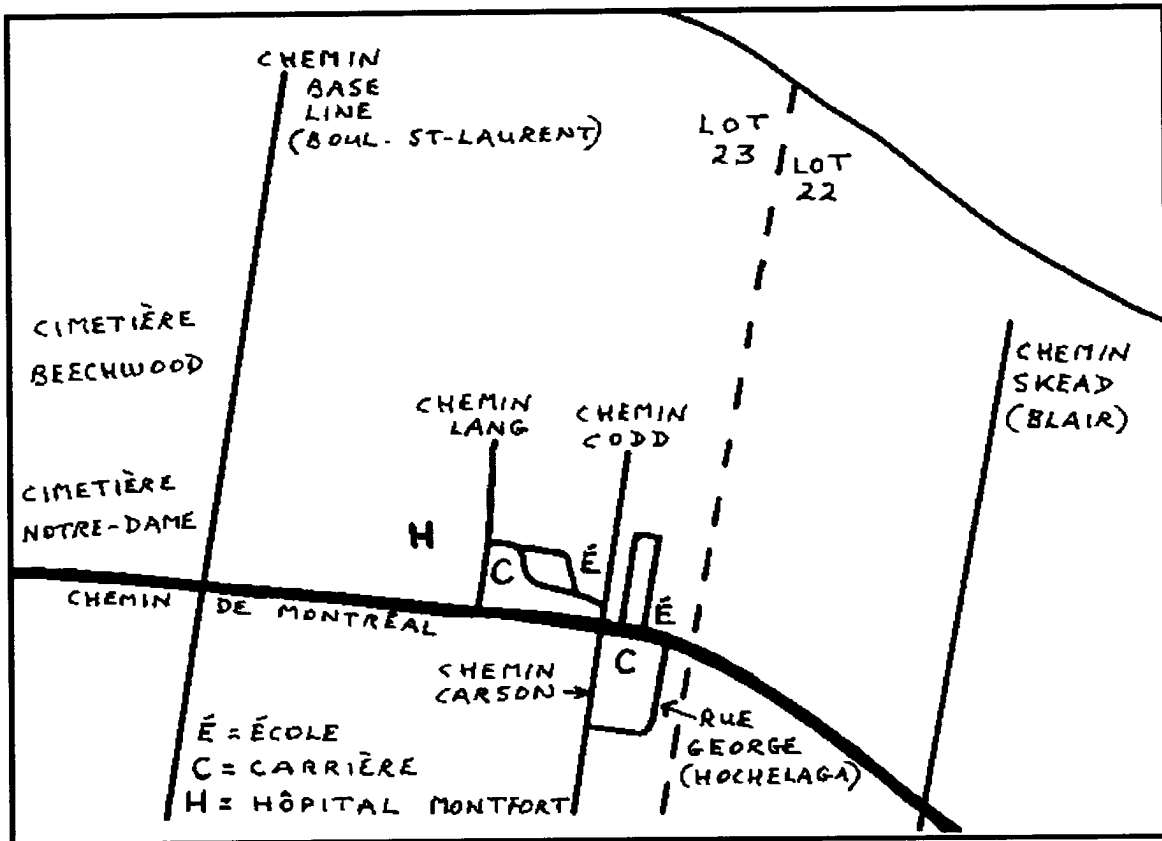 CHEMIN
BASE
LINE
(BOUL. ST-LAURENT)
LOT
23
LOT
22
CIMETIÈRE
BEECHWOOD
CHEMIN
SKEAD
(BLAIR)
CHEMIN
LANG
CHEMIN
CODD
CIMETIÈRE
NOTRE-DAME
H
C
É
É
CHEMIN DE MONTRÉAL
C
CHEMIN
CARSON
RUE
GEORGE
(HOCHELAGA)
É = ÉCOLE
C = CARRIÈRE
H = HÔPITAL MONTFORT